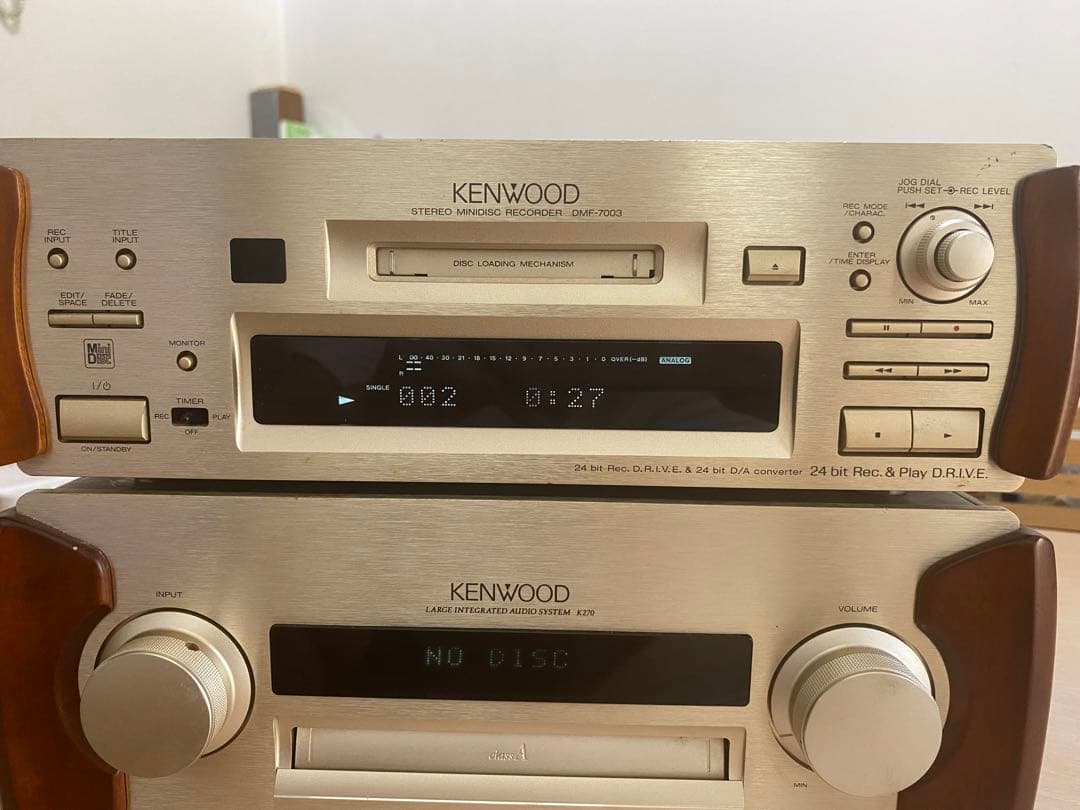 KENWOOD
STEREO MINIDISC RECORDER DMF-7003
JOG DIAL
PUSH SET REC LEVEL
REC MODE
/CHARAC.
REC
INPUT
TITLE
INPUT
DISC LOADING MECHANISM
ENTER
/TIME DISPLAY
MIN
MAX
EDIT/
SPACE
FADE/
DELETE
MONITOR
L ∞ · 40 · 30 · 21 · 18 · 15 · 12 · 9 · 7 · 5 · 3 · 1 · 0 OVER(-dB) ANALOG
R
SINGLE
002 0:27
I/⏻
TIMER
REC
PLAY
OFF
ON/STANDBY
24 bit Rec. D.R.I.V.E. & 24 bit D/A converter 24 bit Rec. & Play D.R.I.V.E.
KENWOOD
LARGE INTEGRATED AUDIO SYSTEM K270
INPUT
VOLUME
NO DISC
class A
MIN